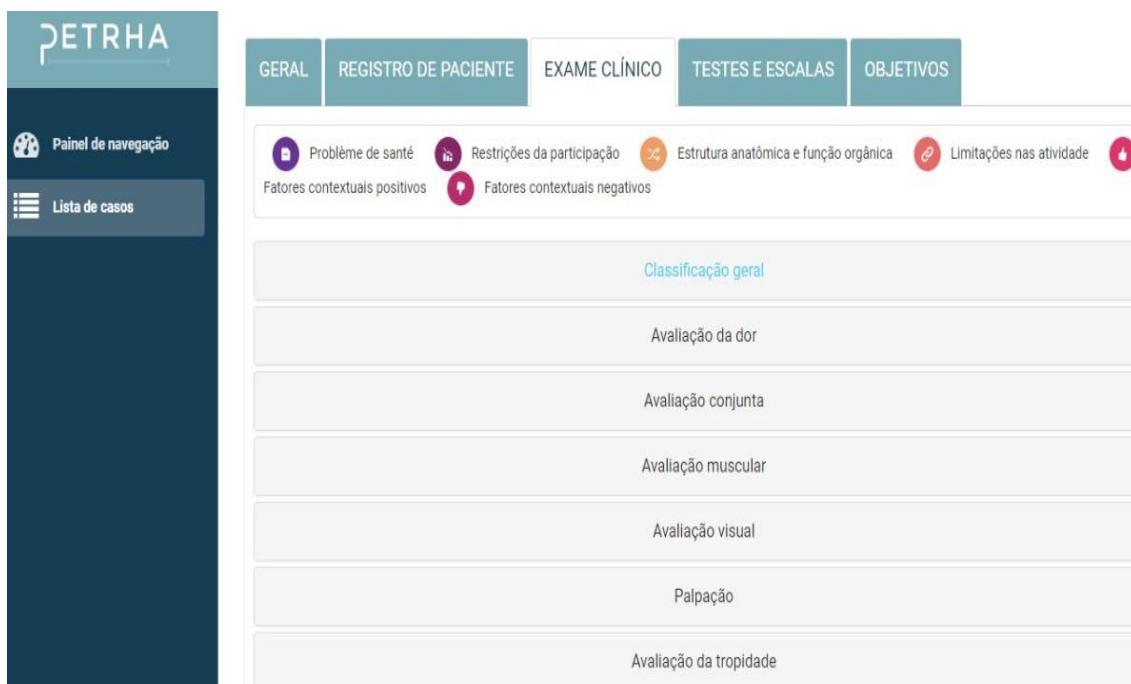 PETRHA
Painel de navegação
Lista de casos
GERAL REGISTRO DE PACIENTE EXAME CLÍNICO TESTES E ESCALAS OBJETIVOS
Problème de santé Restrições da participação Estrutura anatômica e função orgânica Limitações nas atividade
Fatores contextuais positivos Fatores contextuais negativos
Classificação geral
Avaliação da dor
Avaliação conjunta
Avaliação muscular
Avaliação visual
Palpação
Avaliação da tropidade